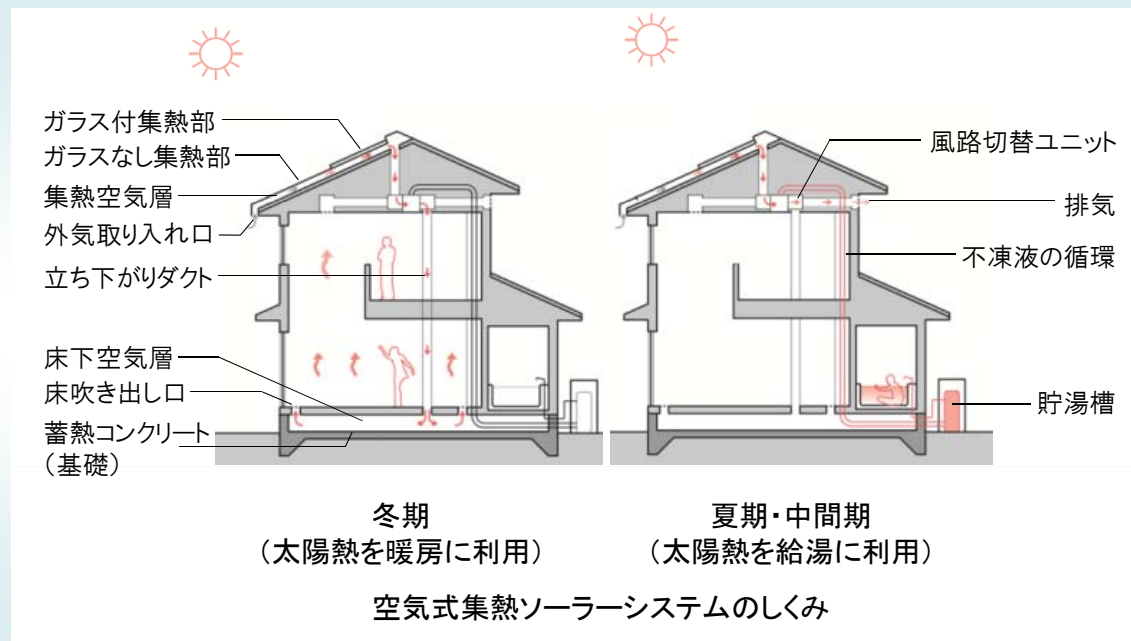 ガラス付集熱部
ガラスなし集熱部
集熱空気層
外気取り入れ口
立ち下がりダクト
床下空気層
床吹き出し口
蓄熱コンクリート
（基礎）
風路切替ユニット
排気
不凍液の循環
貯湯槽
冬期
（太陽熱を暖房に利用）
夏期・中間期
（太陽熱を給湯に利用）
空気式集熱ソーラーシステムのしくみ